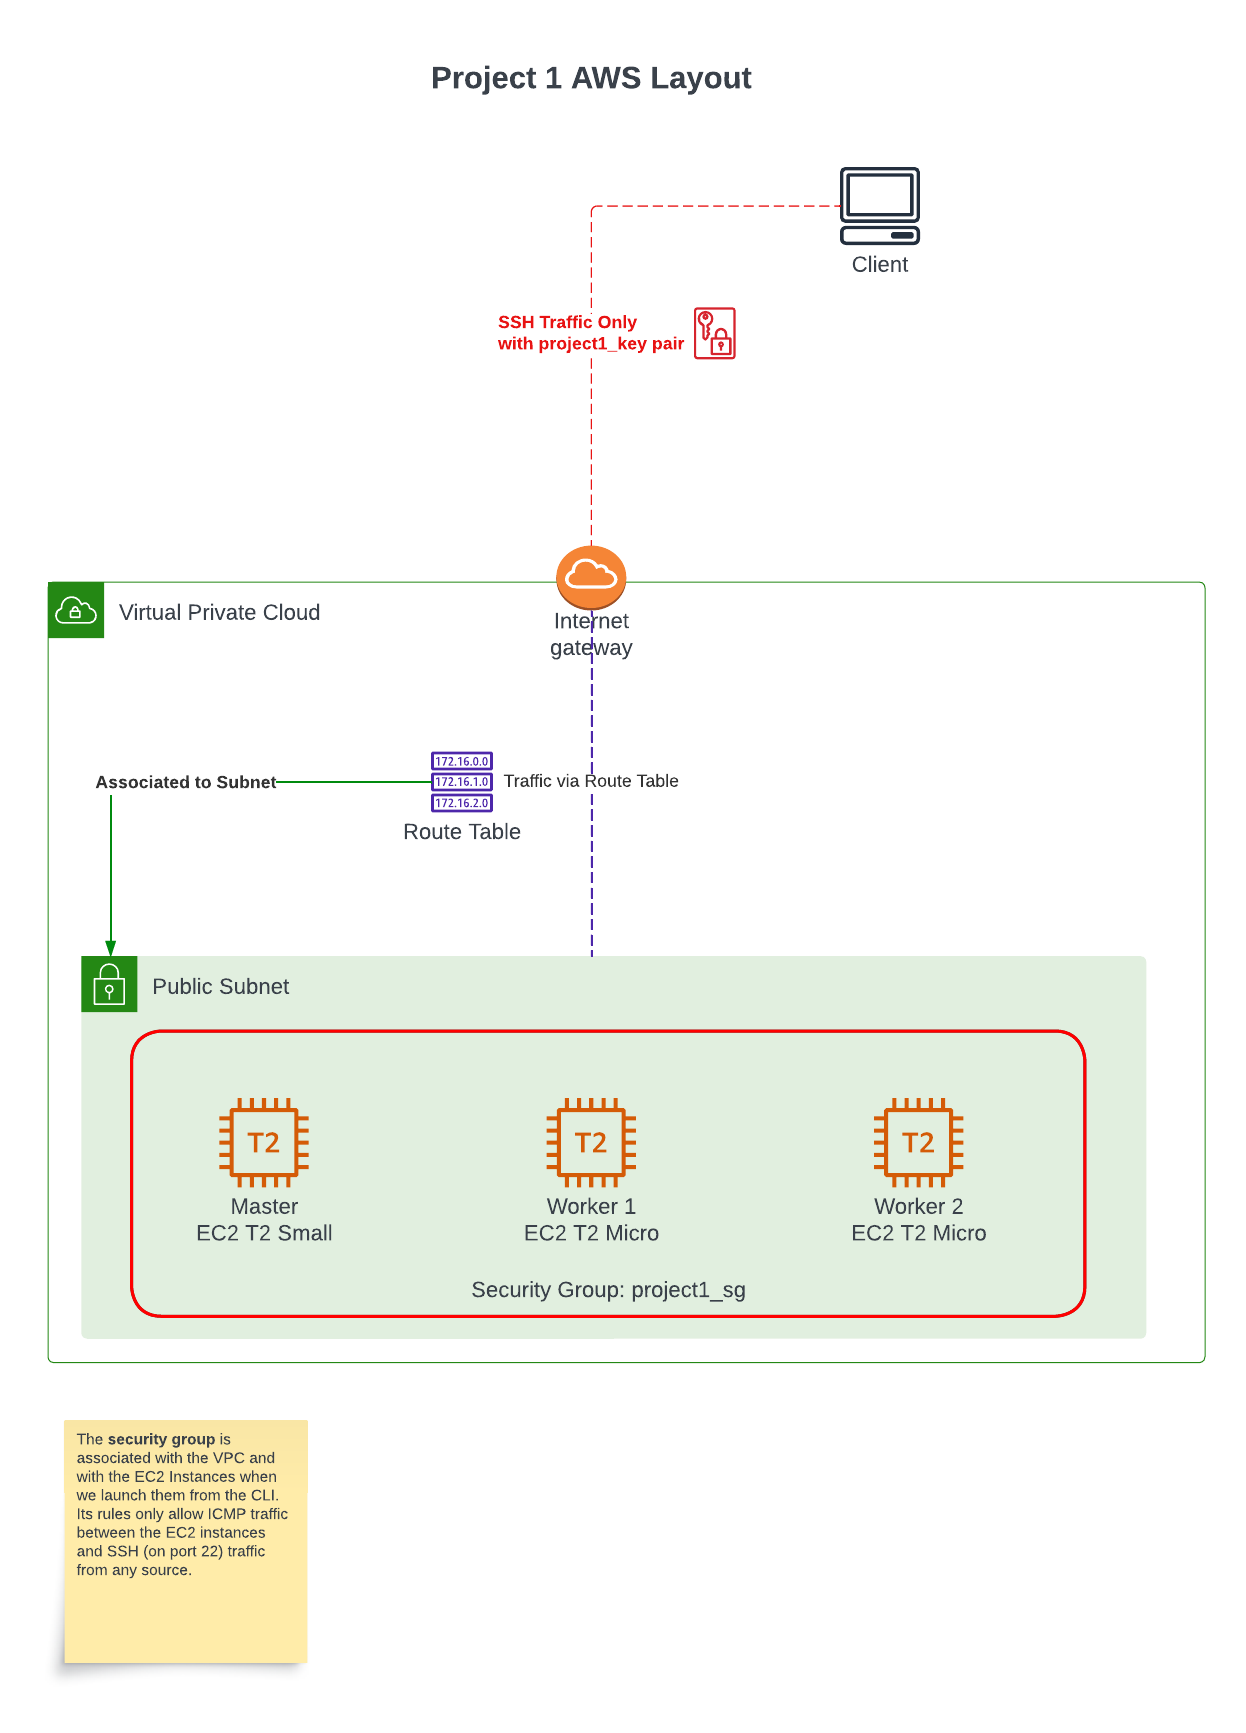 Project 1 AWS Layout
Client
SSH Traffic Only
with project1_key pair
Virtual Private Cloud
Internet
gateway
Associated to Subnet
172.16.0.0
172.16.1.0
172.16.2.0
Traffic via Route Table
Route Table
Public Subnet
T2
T2
T2
Master
EC2 T2 Small
Worker 1
EC2 T2 Micro
Worker 2
EC2 T2 Micro
Security Group: project1_sg
The security group is
associated with the VPC and
with the EC2 Instances when
we launch them from the CLI.
Its rules only allow ICMP traffic
between the EC2 instances
and SSH (on port 22) traffic
from any source.